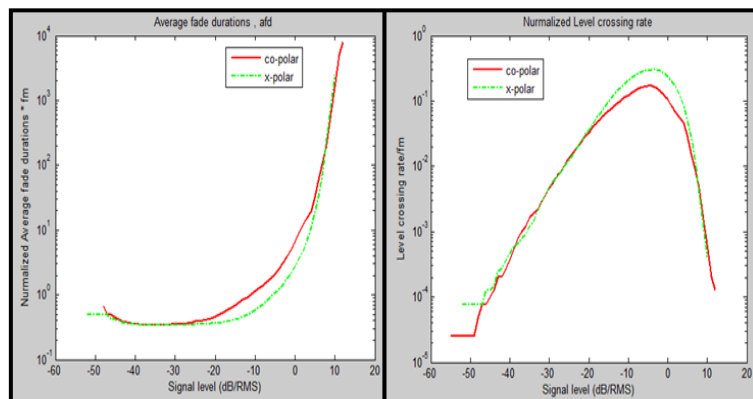 Average fade durations , afd
Normalized Average fade durations * fm
10^4
10^3
10^2
10^1
10^0
10^-1
co-polar
x-polar
-60 -50 -40 -30 -20 -10 0 10 20
Signal level (dB/RMS)
Normalized Level crossing rate
Level crossing rate/fm
10^0
10^-1
10^-2
10^-3
10^-4
10^-5
co-polar
x-polar
-60 -50 -40 -30 -20 -10 0 10 20
Signal level (dB/RMS)